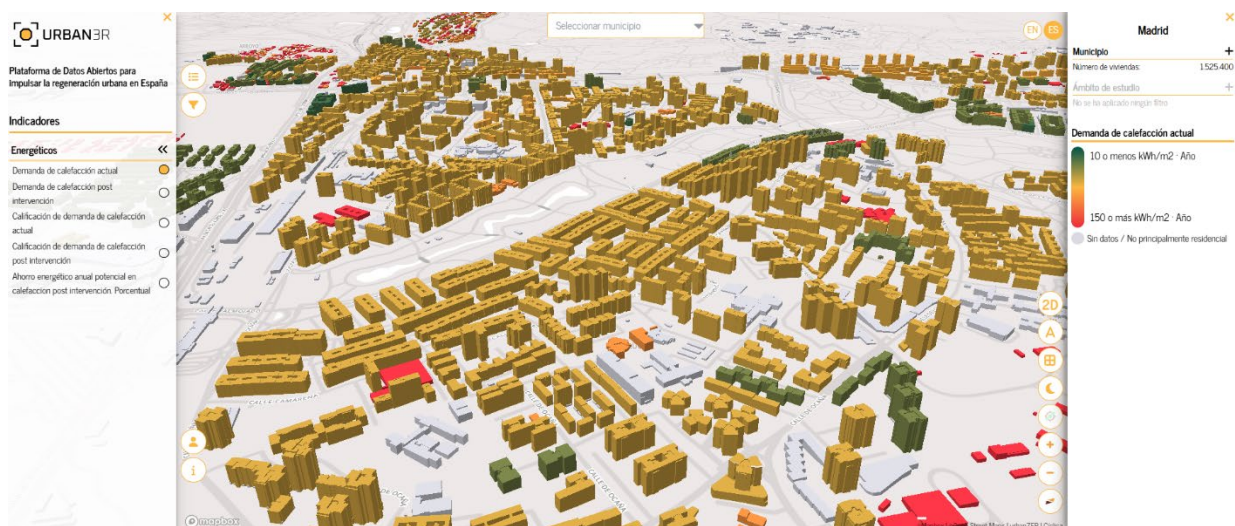 URBAN3R
Plataforma de Datos Abiertos para
Impulsar la regeneración urbana en España
Indicadores
Energéticos
Demanda de calefacción actual
Demanda de calefacción post
intervención
Calificación de demanda de calefacción
actual
Calificación de demanda de calefacción
post intervención
Ahorro energético anual potencial en
calefaccion post intervención. Porcentual
Seleccionar municipio
EN
ES
CALLE CAMARENA
CALLE DE OCAÑA
2D
A
i
mapbox
Madrid
Municipio
Número de viviendas:
1.525.400
Ámbito de estudio
No se ha aplicado ningún filtro
Demanda de calefacción actual
10 o menos kWh/m2 · Año
150 o más kWh/m2 · Año
Sin datos / No principalmente residencial